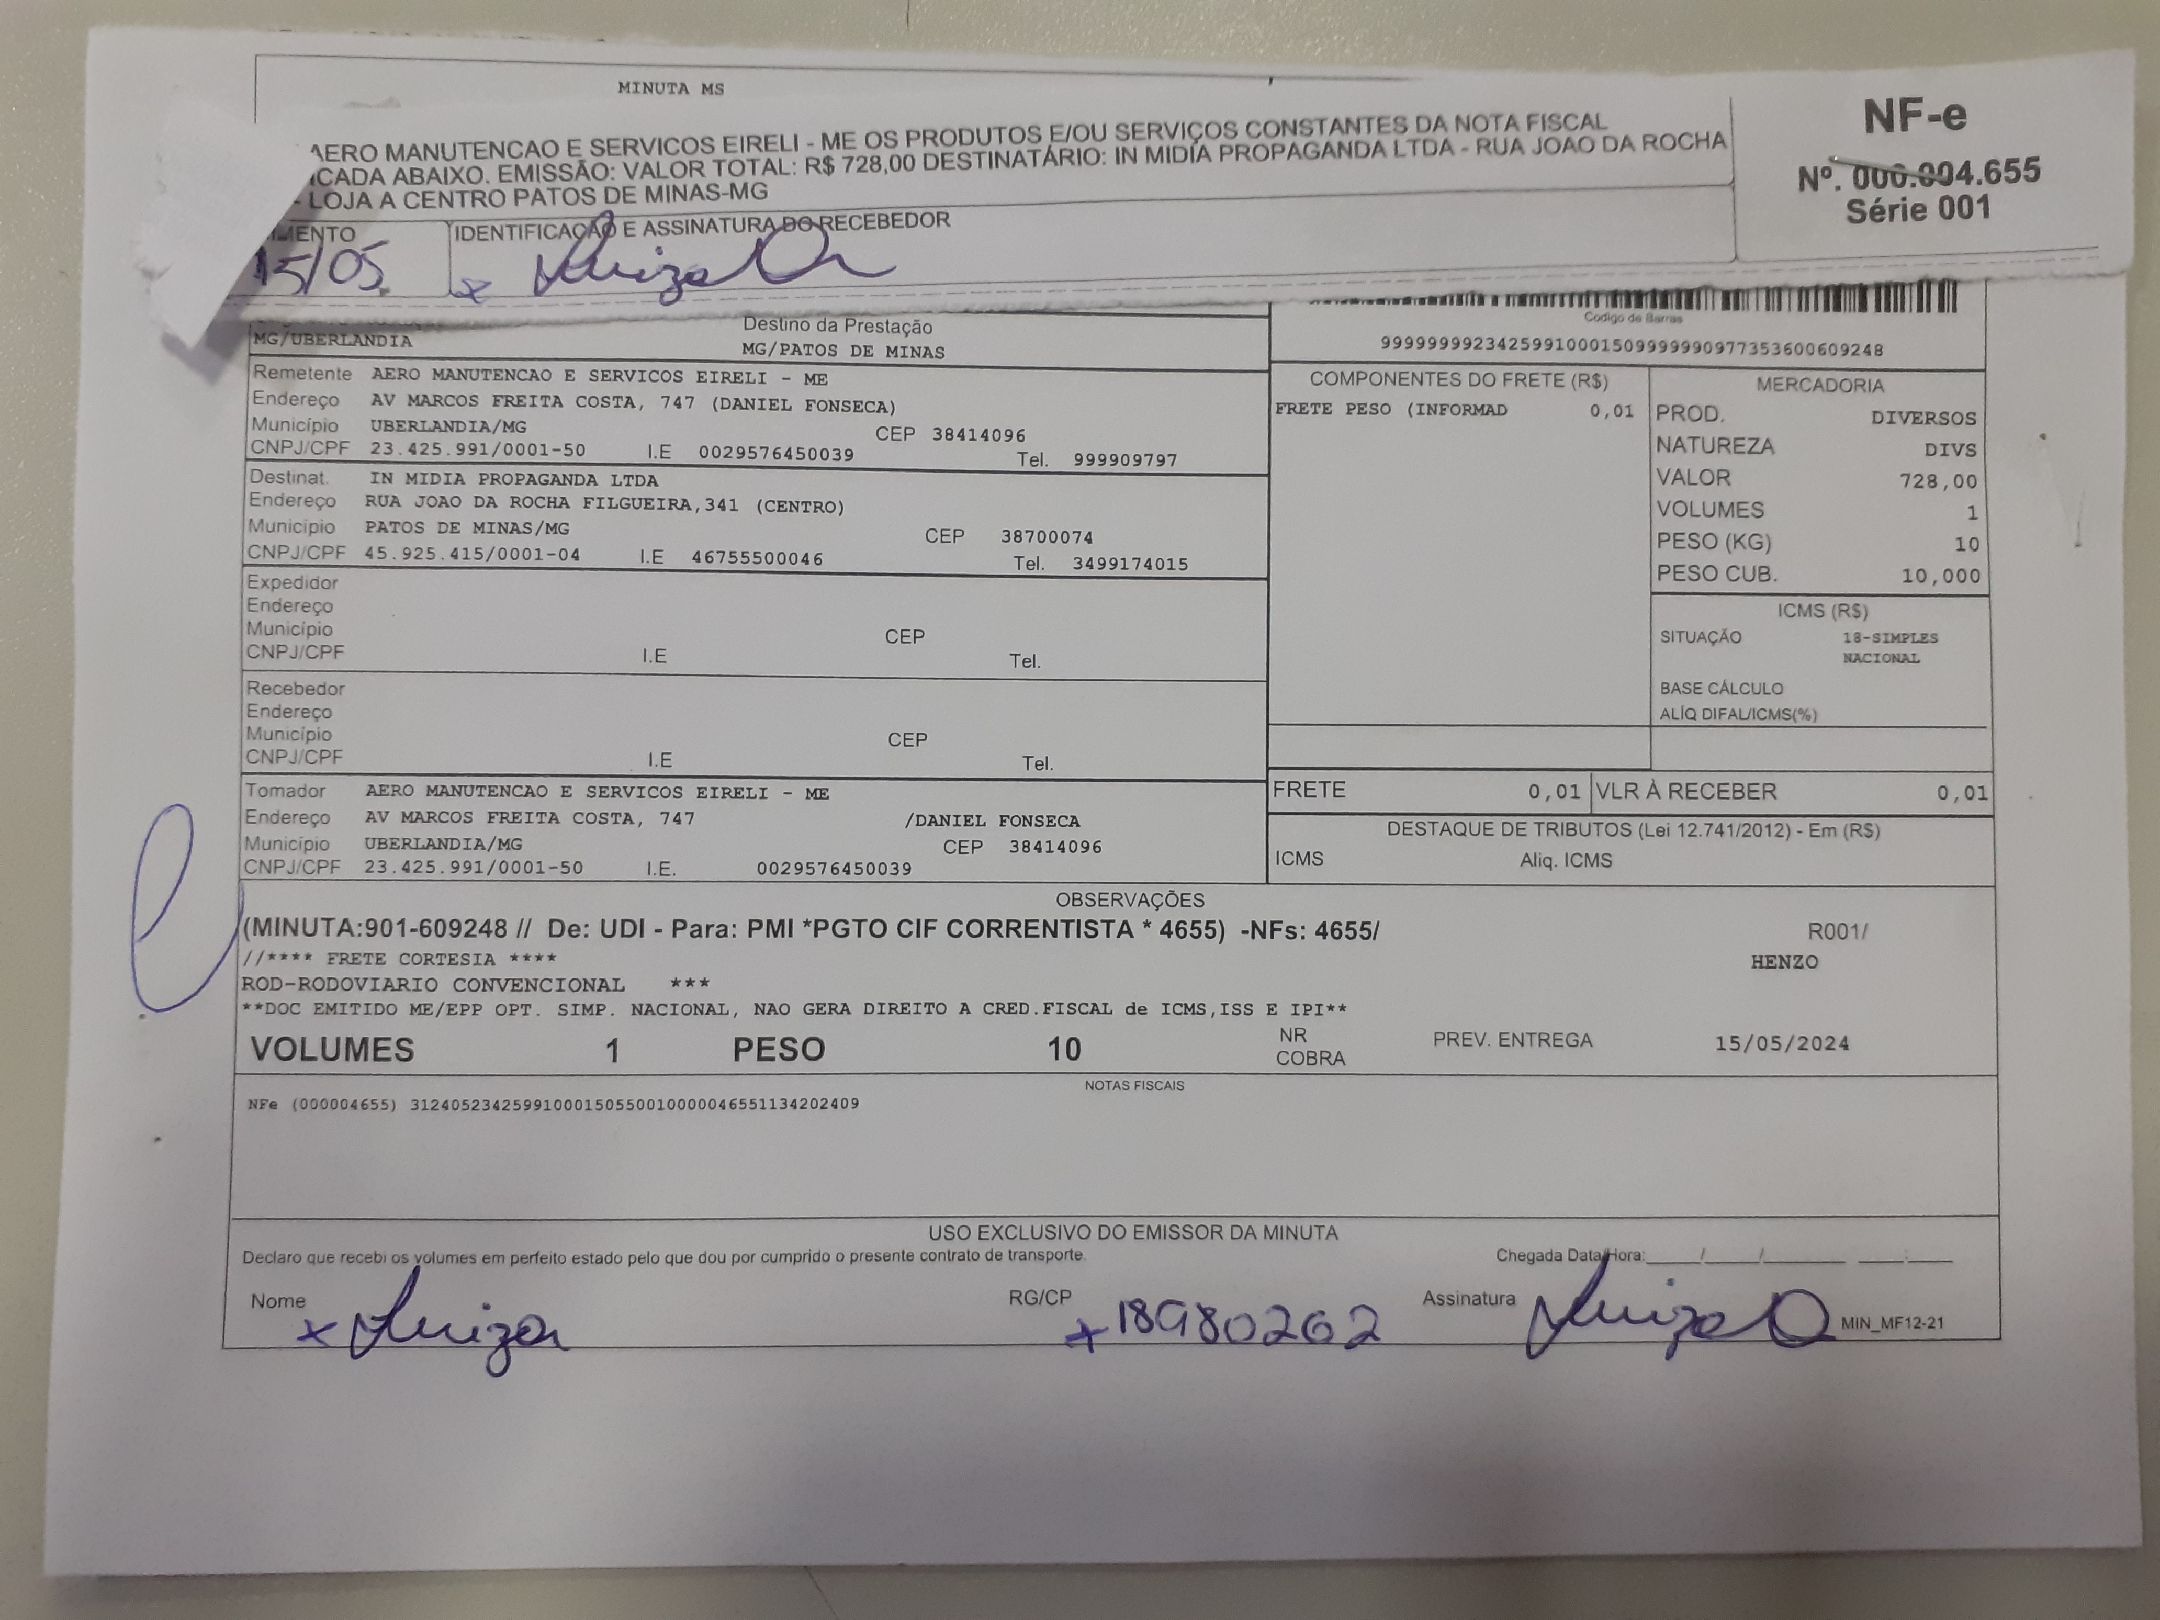 MINUTA MS
AERO MANUTENCAO E SERVICOS EIRELI - ME OS PRODUTOS E/OU SERVIÇOS CONSTANTES DA NOTA FISCAL
ICADA ABAIXO. EMISSÃO: VALOR TOTAL: R$ 728,00 DESTINATÁRIO: IN MIDIA PROPAGANDA LTDA - RUA JOAO DA ROCHA
- LOJA A CENTRO PATOS DE MINAS-MG
NF-e
Nº. 000.004.655
Série 001
IMENTO
IDENTIFICAÇÃO E ASSINATURA DO RECEBEDOR
15/05
x Luiza
Codigo de Barras
99999999234259910001509999990977353600609248
Destino da Prestação
MG/UBERLANDIA MG/PATOS DE MINAS
Remetente AERO MANUTENCAO E SERVICOS EIRELI - ME
Endereço AV MARCOS FREITA COSTA, 747 (DANIEL FONSECA)
Município UBERLANDIA/MG CEP 38414096
CNPJ/CPF 23.425.991/0001-50 I.E 0029576450039 Tel. 999909797
Destinat. IN MIDIA PROPAGANDA LTDA
Endereço RUA JOAO DA ROCHA FILGUEIRA,341 (CENTRO)
Município PATOS DE MINAS/MG CEP 38700074
CNPJ/CPF 45.925.415/0001-04 I.E 46755500046 Tel. 3499174015
Expedidor
Endereço
Município CEP
CNPJ/CPF I.E Tel.
Recebedor
Endereço
Município CEP
CNPJ/CPF I.E Tel.
Tomador AERO MANUTENCAO E SERVICOS EIRELI - ME
Endereço AV MARCOS FREITA COSTA, 747 /DANIEL FONSECA
Município UBERLANDIA/MG CEP 38414096
CNPJ/CPF 23.425.991/0001-50 I.E. 0029576450039
COMPONENTES DO FRETE (R$)
FRETE PESO (INFORMAD 0,01
MERCADORIA
PROD. DIVERSOS
NATUREZA DIVS
VALOR 728,00
VOLUMES 1
PESO (KG) 10
PESO CUB. 10,000
ICMS (R$)
SITUAÇÃO 18-SIMPLES
NACIONAL
BASE CÁLCULO
ALÍQ DIFAL/ICMS(%)
FRETE 0,01 VLR À RECEBER 0,01
DESTAQUE DE TRIBUTOS (Lei 12.741/2012) - Em (R$)
ICMS Aliq. ICMS
OBSERVAÇÕES
(MINUTA:901-609248 // De: UDI - Para: PMI *PGTO CIF CORRENTISTA * 4655) -NFs: 4655/ R001/
//**** FRETE CORTESIA **** HENZO
ROD-RODOVIARIO CONVENCIONAL ***
**DOC EMITIDO ME/EPP OPT. SIMP. NACIONAL, NAO GERA DIREITO A CRED.FISCAL de ICMS,ISS E IPI**
VOLUMES 1 PESO 10 NR COBRA PREV. ENTREGA 15/05/2024
NOTAS FISCAIS
NFe (000004655) 31240523425991000150550010000046551134202409
USO EXCLUSIVO DO EMISSOR DA MINUTA
Declaro que recebi os volumes em perfeito estado pelo que dou por cumprido o presente contrato de transporte. Chegada Data/Hora:____/____/____ ____:____
Nome x Luiza RG/CP x 18980262 Assinatura Luiza MIN_MF12-21